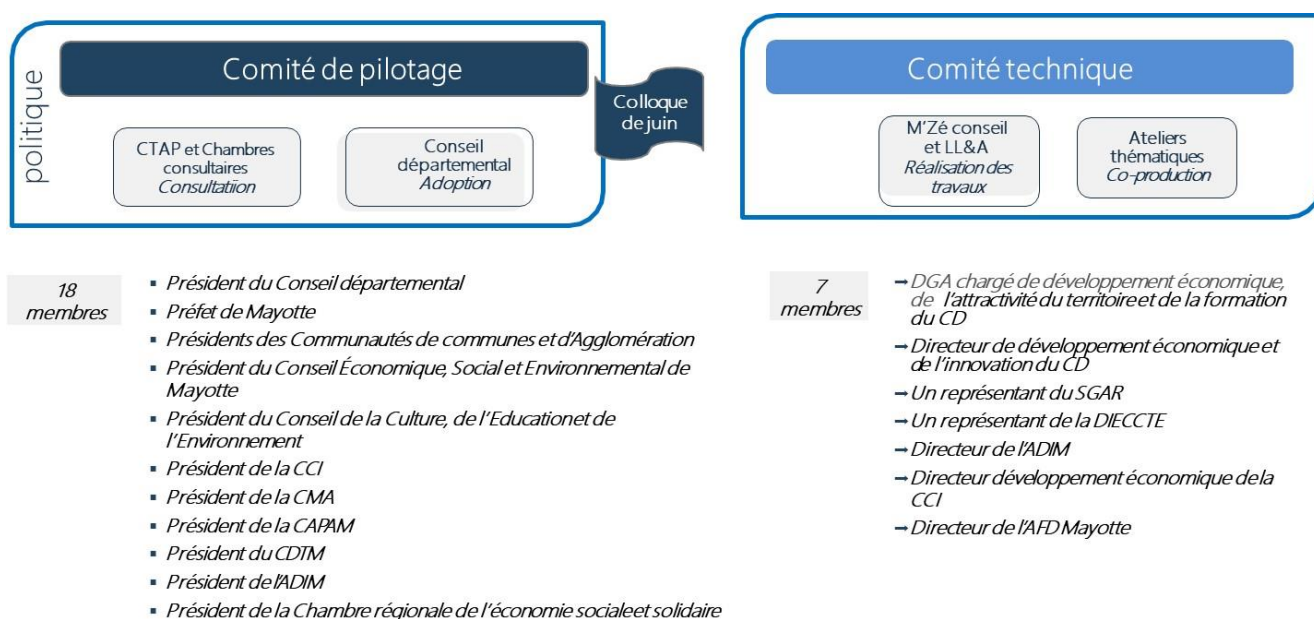 politique
Comité de pilotage
CTAP et Chambres
consulaires
Consultatiion
Conseil
départemental
Adoption
Colloque
de juin
Comité technique
M'Zé conseil
et LL&A
Réalisation des
travaux
Ateliers
thématiques
Co-production
18
membres
▪ Président du Conseil départemental
▪ Préfet de Mayotte
▪ Présidents des Communautés de communes et d'Agglomération
▪ Président du Conseil Économique, Social et Environnemental de
Mayotte
▪ Président du Conseil de la Culture, de l'Education et de
l'Environnement
▪ Président de la CCI
▪ Président de la CMA
▪ Président de la CAPAM
▪ Président du CDTM
▪ Président de l'ADIM
▪ Président de la Chambre régionale de l'économie sociale et solidaire
7
membres
→ DGA chargé de développement économique,
de l'attractivité du territoire et de la formation
du CD
→ Directeur de développement économique et
de l'innovation du CD
→ Un représentant du SGAR
→ Un représentant de la DIECCTE
→ Directeur de l'ADIM
→ Directeur développement économique de la
CCI
→ Directeur de l'AFD Mayotte